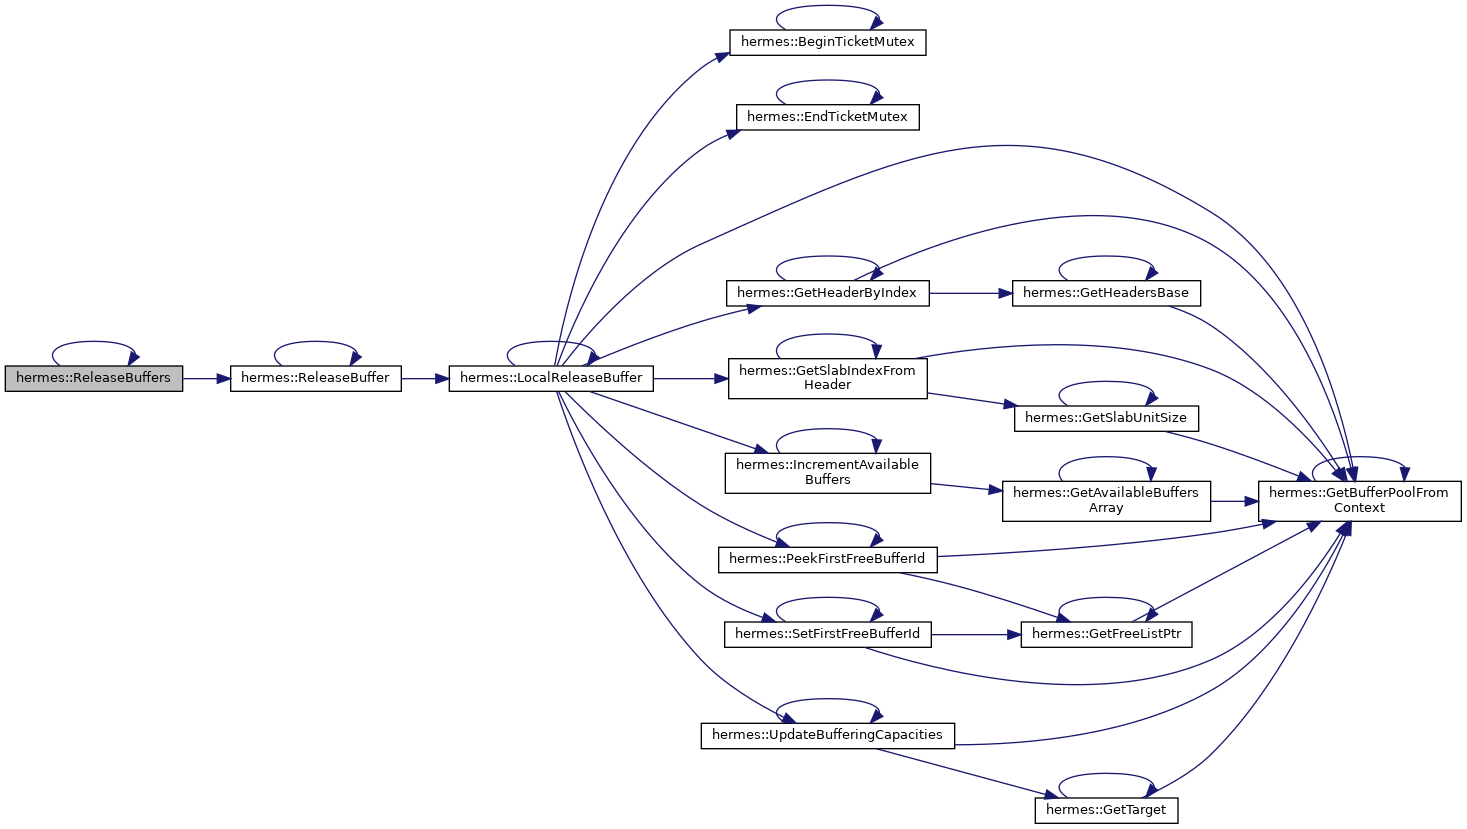 hermes::BeginTicketMutex
hermes::EndTicketMutex
hermes::GetHeaderByIndex
hermes::GetHeadersBase
hermes::ReleaseBuffers
hermes::ReleaseBuffer
hermes::LocalReleaseBuffer
hermes::GetSlabIndexFrom
Header
hermes::GetSlabUnitSize
hermes::IncrementAvailable
Buffers
hermes::GetAvailableBuffers
Array
hermes::GetBufferPoolFrom
Context
hermes::PeekFirstFreeBufferId
hermes::SetFirstFreeBufferId
hermes::GetFreeListPtr
hermes::UpdateBufferingCapacities
hermes::GetTarget